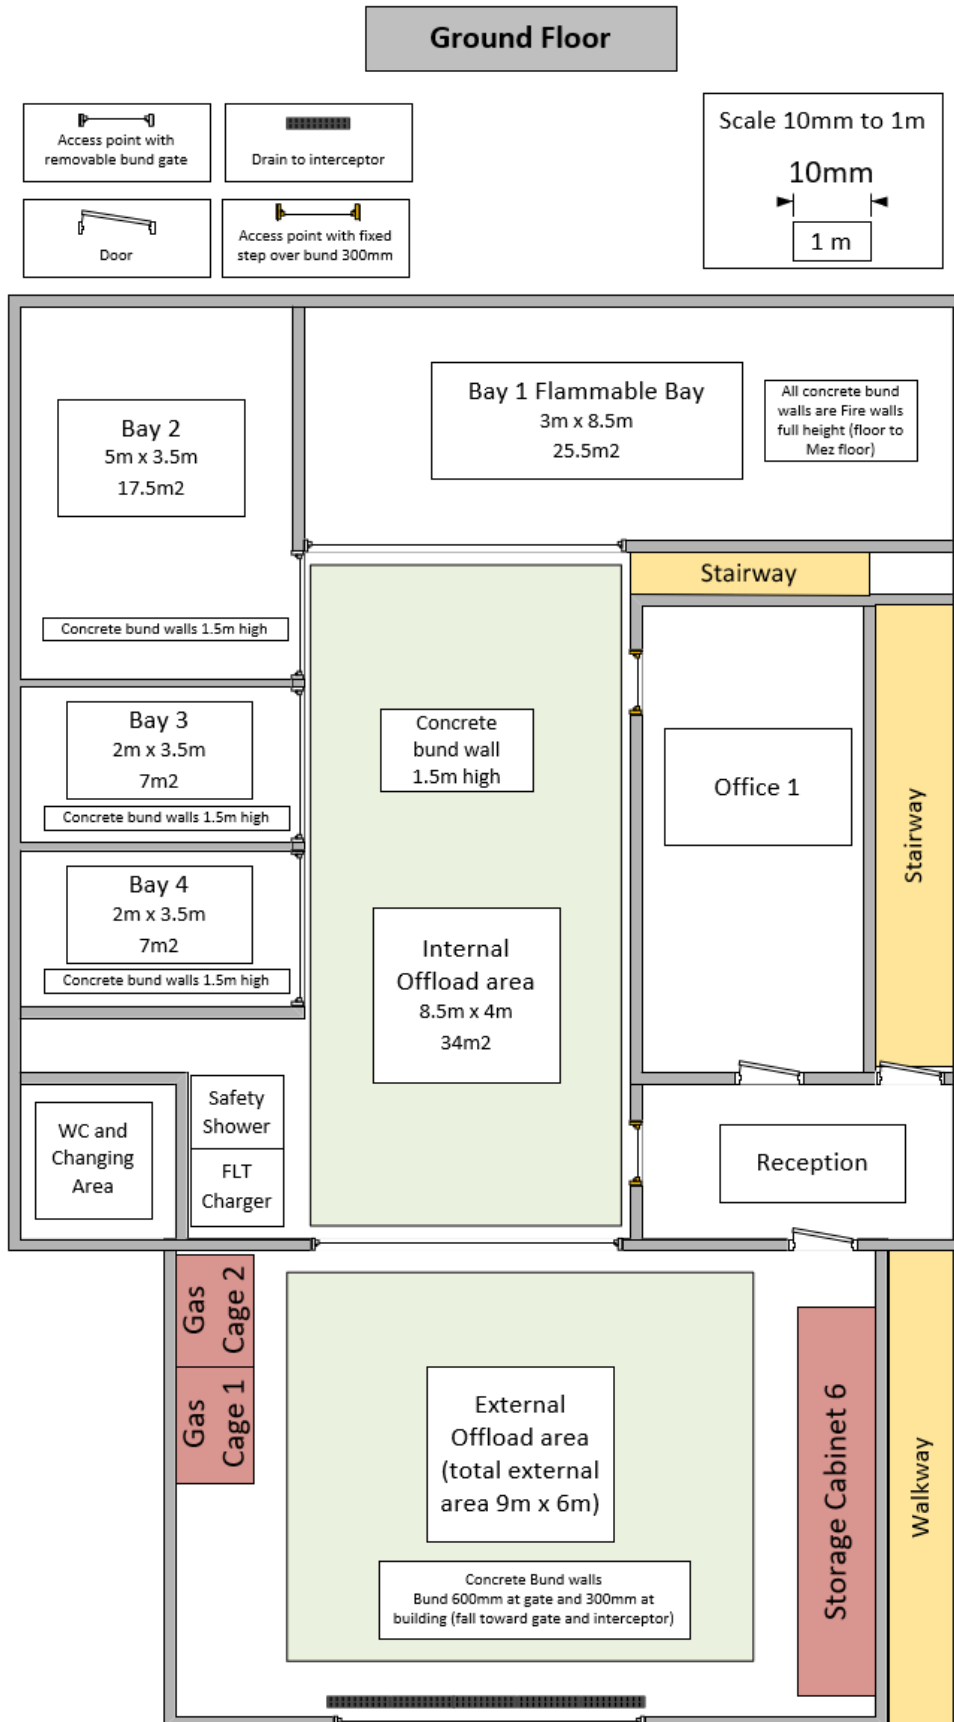 Ground Floor
Access point with
removable bund gate
Drain to interceptor
Door
Access point with fixed
step over bund 300mm
Scale 10mm to 1m
10mm
1 m
Bay 2
5m x 3.5m
17.5m2
Concrete bund walls 1.5m high
Bay 1 Flammable Bay
3m x 8.5m
25.5m2
All concrete bund
walls are Fire walls
full height (floor to
Mez floor)
Stairway
Bay 3
2m x 3.5m
7m2
Concrete bund walls 1.5m high
Concrete
bund wall
1.5m high
Office 1
Stairway
Bay 4
2m x 3.5m
7m2
Concrete bund walls 1.5m high
Internal
Offload area
8.5m x 4m
34m2
WC and
Changing
Area
Safety
Shower
FLT
Charger
Reception
Gas
Cage 2
Gas
Cage 1
External
Offload area
(total external
area 9m x 6m)
Concrete Bund walls
Bund 600mm at gate and 300mm at
building (fall toward gate and interceptor)
Storage Cabinet 6
Walkway